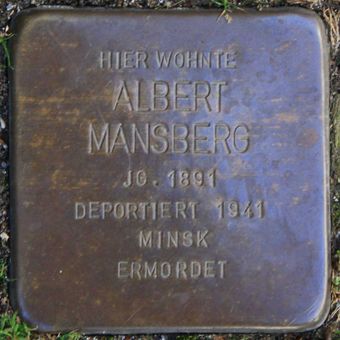 HIER WOHNTE
ALBERT
MANSBERG
JG. 1891
DEPORTIERT 1941
MINSK
ERMORDET